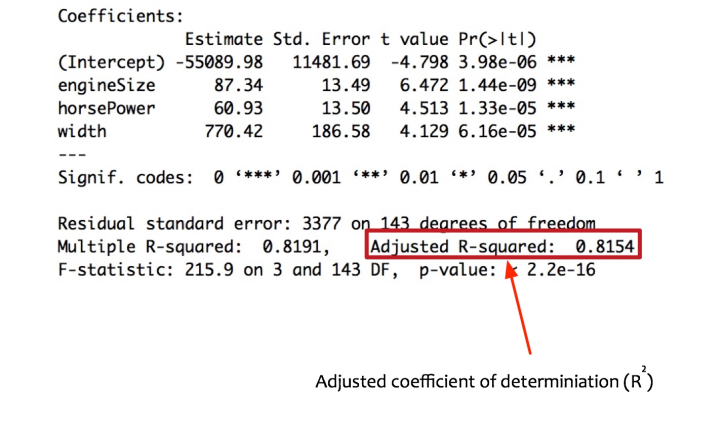 Coefficients:
Estimate Std. Error t value Pr(>|t|)
(Intercept) -55089.98 11481.69 -4.798 3.98e-06 ***
engineSize 87.34 13.49 6.472 1.44e-09 ***
horsePower 60.93 13.50 4.513 1.33e-05 ***
width 770.42 186.58 4.129 6.16e-05 ***
---
Signif. codes: 0 ‘***’ 0.001 ‘**’ 0.01 ‘*’ 0.05 ‘.’ 0.1 ‘ ’ 1
Residual standard error: 3377 on 143 degrees of freedom
Multiple R-squared: 0.8191, Adjusted R-squared: 0.8154
F-statistic: 215.9 on 3 and 143 DF, p-value: < 2.2e-16
Adjusted coefficient of determiniation (R²)